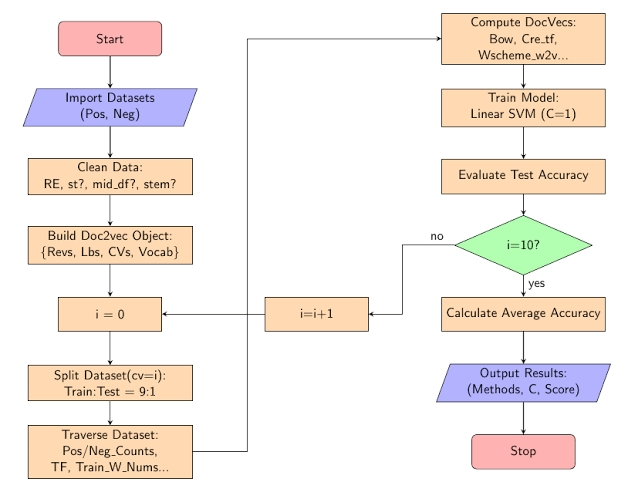 Start
Import Datasets
(Pos, Neg)
Clean Data:
RE, st?, mid_df?, stem?
Build Doc2vec Object:
{Revs, Lbs, CVs, Vocab}
i = 0
Split Dataset(cv=i):
Train:Test = 9:1
Traverse Dataset:
Pos/Neg_Counts,
TF, Train_W_Nums...
Compute DocVecs:
Bow, Cre_tf,
Wscheme_w2v...
Train Model:
Linear SVM (C=1)
Evaluate Test Accuracy
i=10?
no
i=i+1
yes
Calculate Average Accuracy
Output Results:
(Methods, C, Score)
Stop